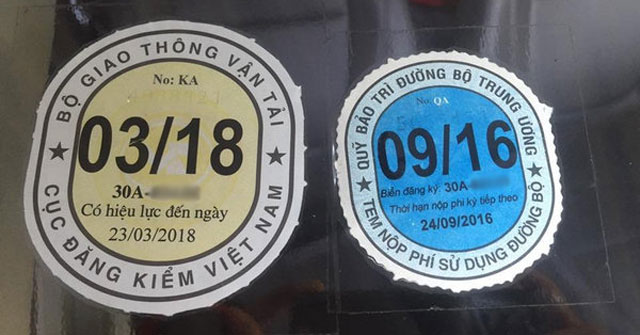 BỘ GIAO THÔNG VẬN TẢI
No: KA
03/18
30A-
Có hiệu lực đến ngày
23/03/2018
★ CỤC ĐĂNG KIỂM VIỆT NAM ★
QUỸ BẢO TRÌ ĐƯỜNG BỘ TRUNG ƯƠNG
No. QA
09/16
Biển đăng ký: 30A
Thời hạn nộp phí kỳ tiếp theo
24/09/2016
★ TEM NỘP PHÍ SỬ DỤNG ĐƯỜNG BỘ ★